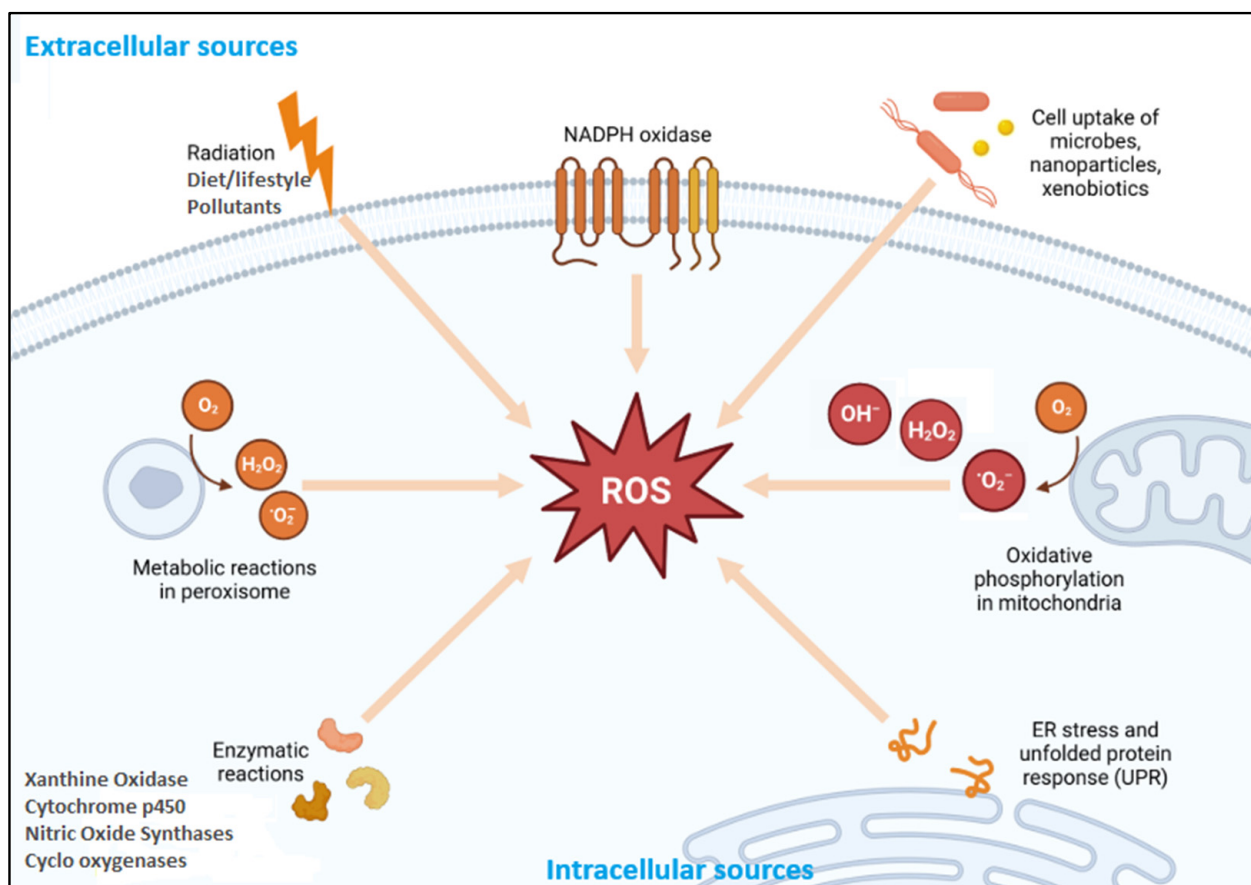 Extracellular sources
Radiation
Diet/lifestyle
Pollutants
NADPH oxidase
Cell uptake of
microbes,
nanoparticles,
xenobiotics
O₂
H₂O₂
·O₂⁻
Metabolic reactions
in peroxisome
ROS
OH⁻
H₂O₂
·O₂⁻
O₂
Oxidative
phosphorylation
in mitochondria
Enzymatic
reactions
Xanthine Oxidase
Cytochrome p450
Nitric Oxide Synthases
Cyclo oxygenases
ER stress and
unfolded protein
response (UPR)
Intracellular sources